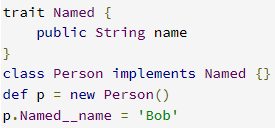 trait Named {
    public String name
}
class Person implements Named {}
def p = new Person()
p.Named__name = 'Bob'